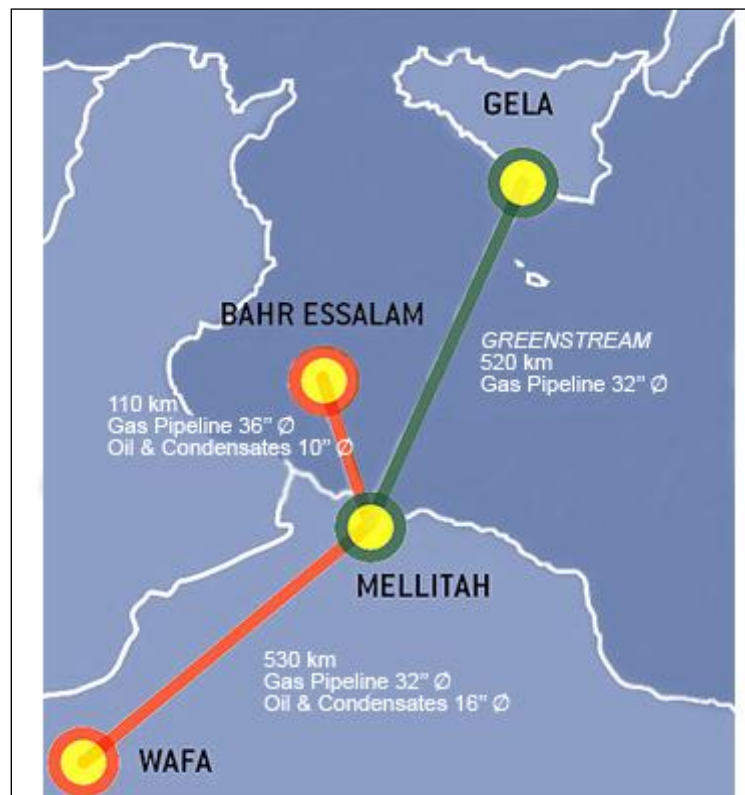 GELA
BAHR ESSALAM
GREENSTREAM
520 km
Gas Pipeline 32” Ø
110 km
Gas Pipeline 36” Ø
Oil & Condensates 10” Ø
MELLITAH
530 km
Gas Pipeline 32” Ø
Oil & Condensates 16” Ø
WAFA